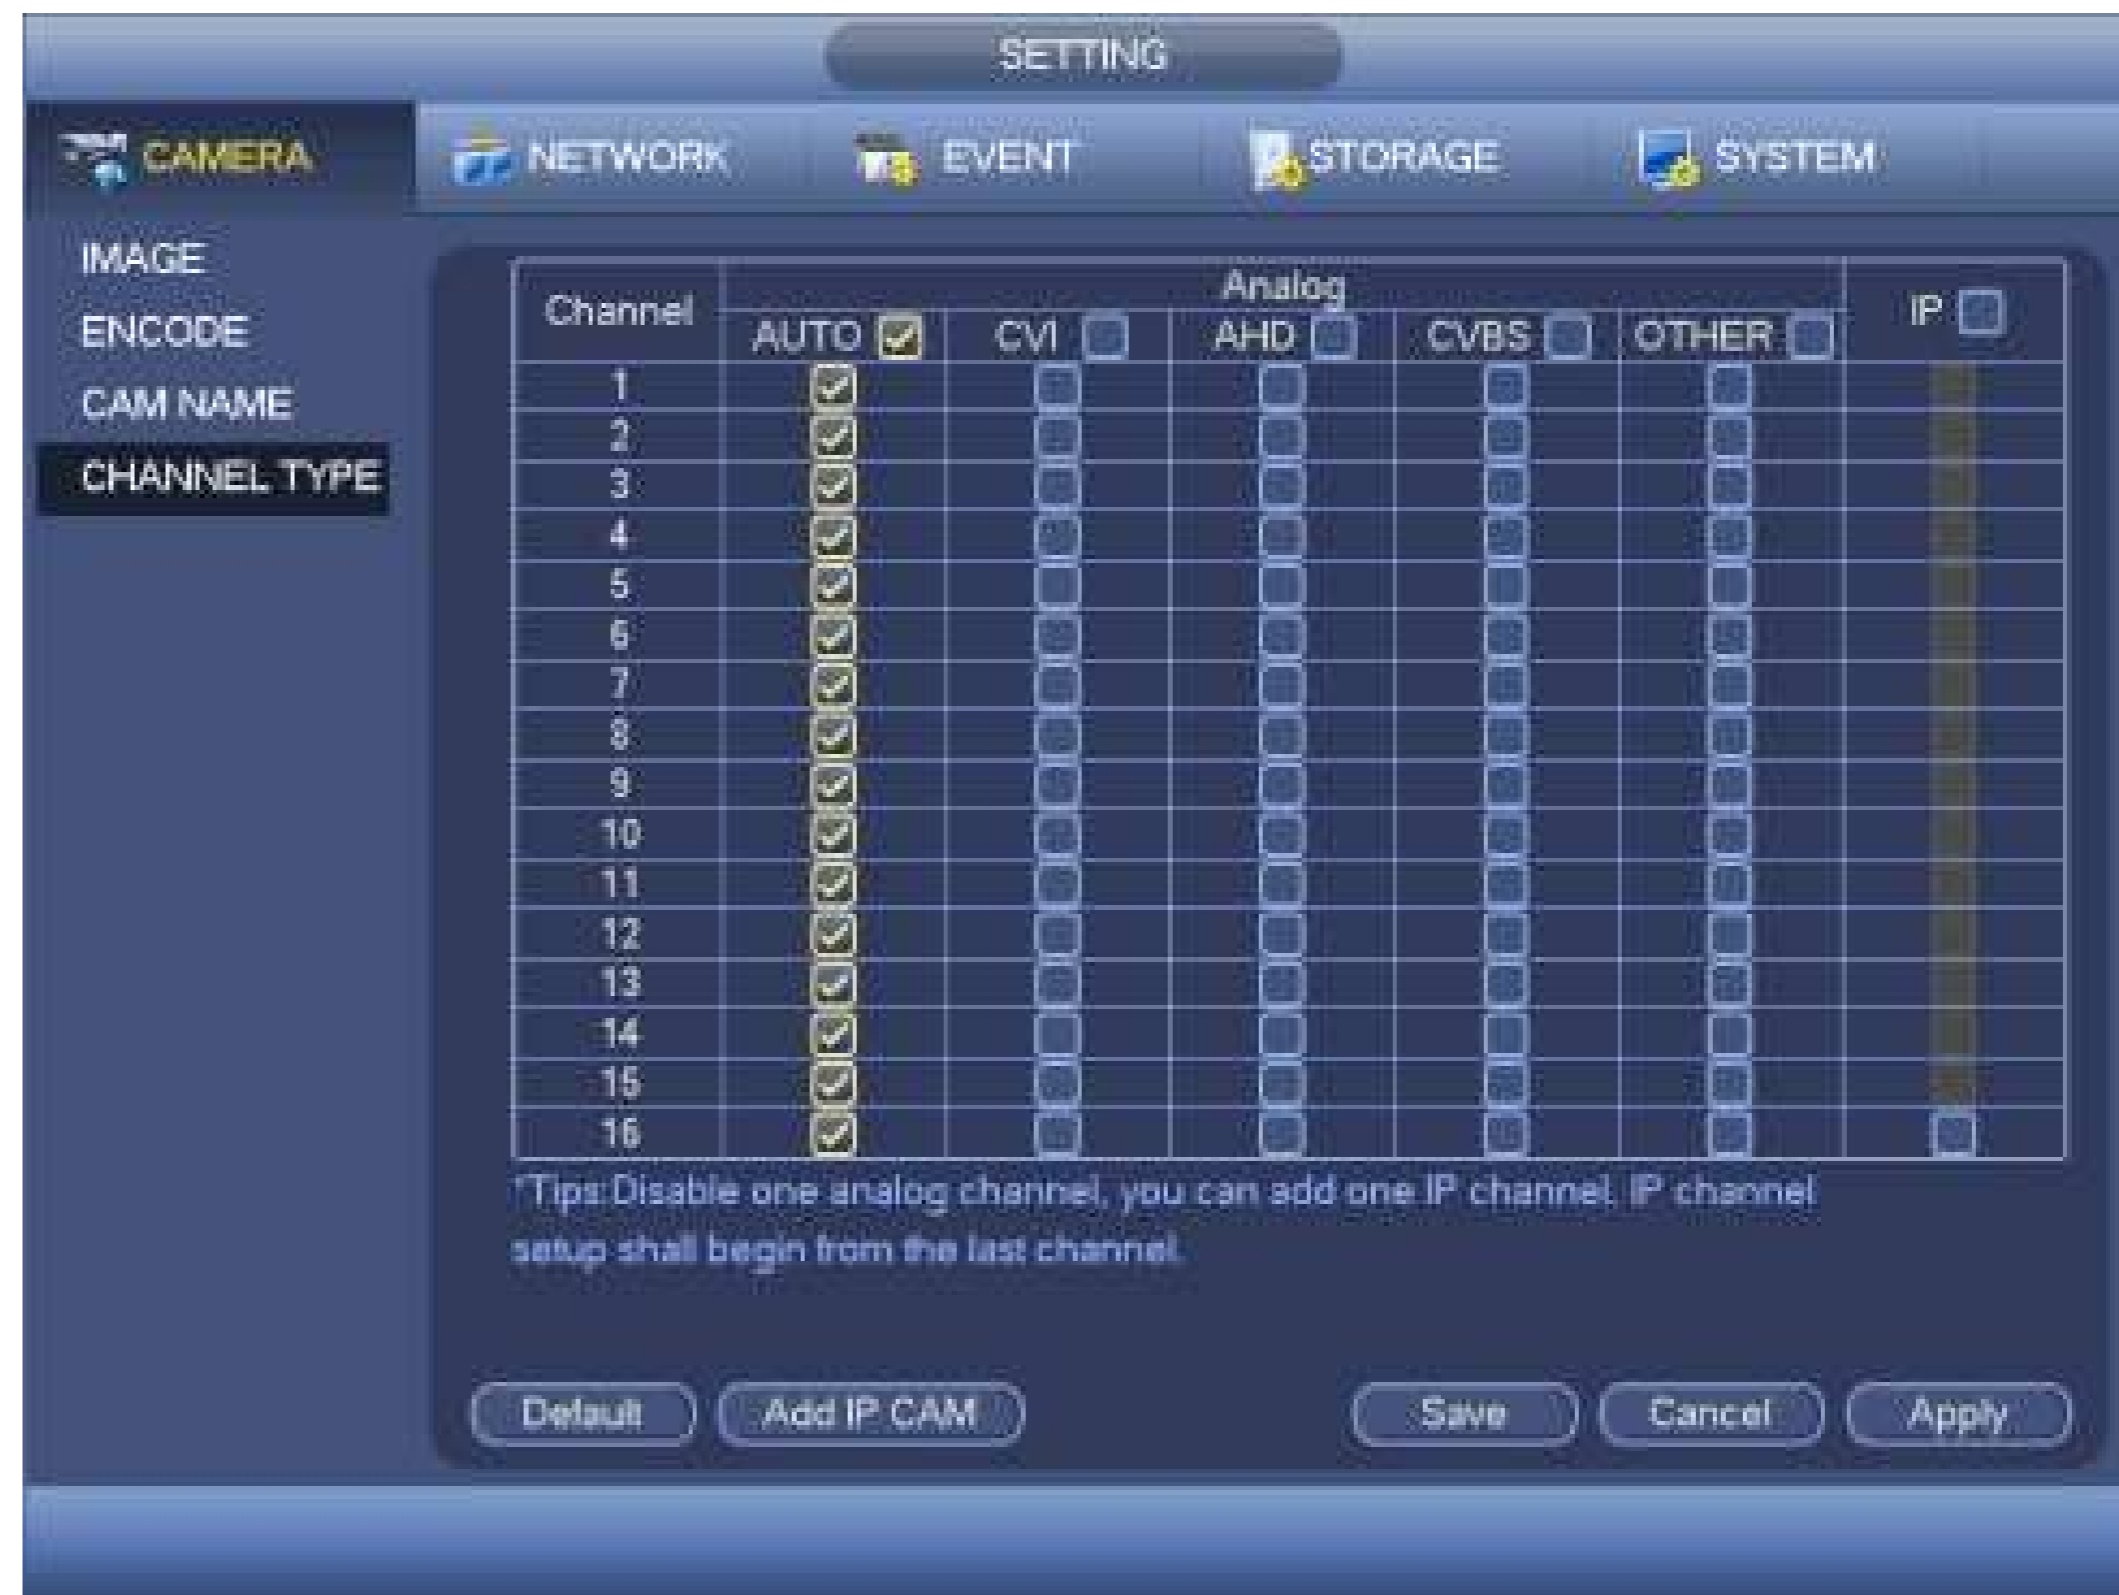 SETTING
CAMERA NETWORK EVENT STORAGE SYSTEM
IMAGE
ENCODE
CAM NAME
CHANNEL TYPE
Channel Analog IP
AUTO CVI AHD CVBS OTHER
1
2
3
4
5
6
7
8
9
10
11
12
13
14
15
16
*Tips:Disable one analog channel, you can add one IP channel. IP channel
setup shall begin from the last channel.
Default Add IP CAM Save Cancel Apply